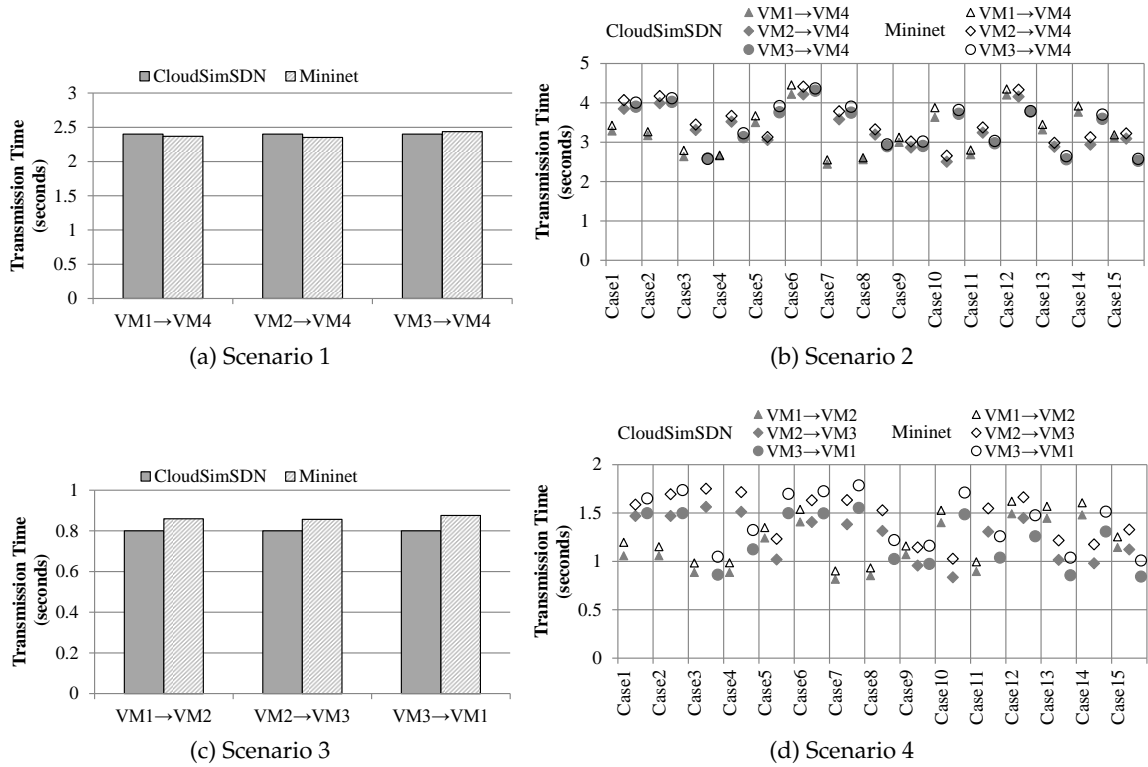 CloudSimSDN
Mininet
3
2.5
2
1.5
1
0.5
0
Transmission Time
(seconds)
VM1→VM4
VM2→VM4
VM3→VM4
(a) Scenario 1
CloudSimSDN
VM1→VM4
VM2→VM4
VM3→VM4
Mininet
VM1→VM4
VM2→VM4
VM3→VM4
5
4
3
2
1
0
Transmission Time
(seconds)
Case1
Case2
Case3
Case4
Case5
Case6
Case7
Case8
Case9
Case10
Case11
Case12
Case13
Case14
Case15
(b) Scenario 2
CloudSimSDN
Mininet
1
0.8
0.6
0.4
0.2
0
Transmission Time
(seconds)
VM1→VM2
VM2→VM3
VM3→VM1
(c) Scenario 3
CloudSimSDN
VM1→VM2
VM2→VM3
VM3→VM1
Mininet
VM1→VM2
VM2→VM3
VM3→VM1
2
1.5
1
0.5
0
Transmission Time
(seconds)
Case1
Case2
Case3
Case4
Case5
Case6
Case7
Case8
Case9
Case10
Case11
Case12
Case13
Case14
Case15
(d) Scenario 4